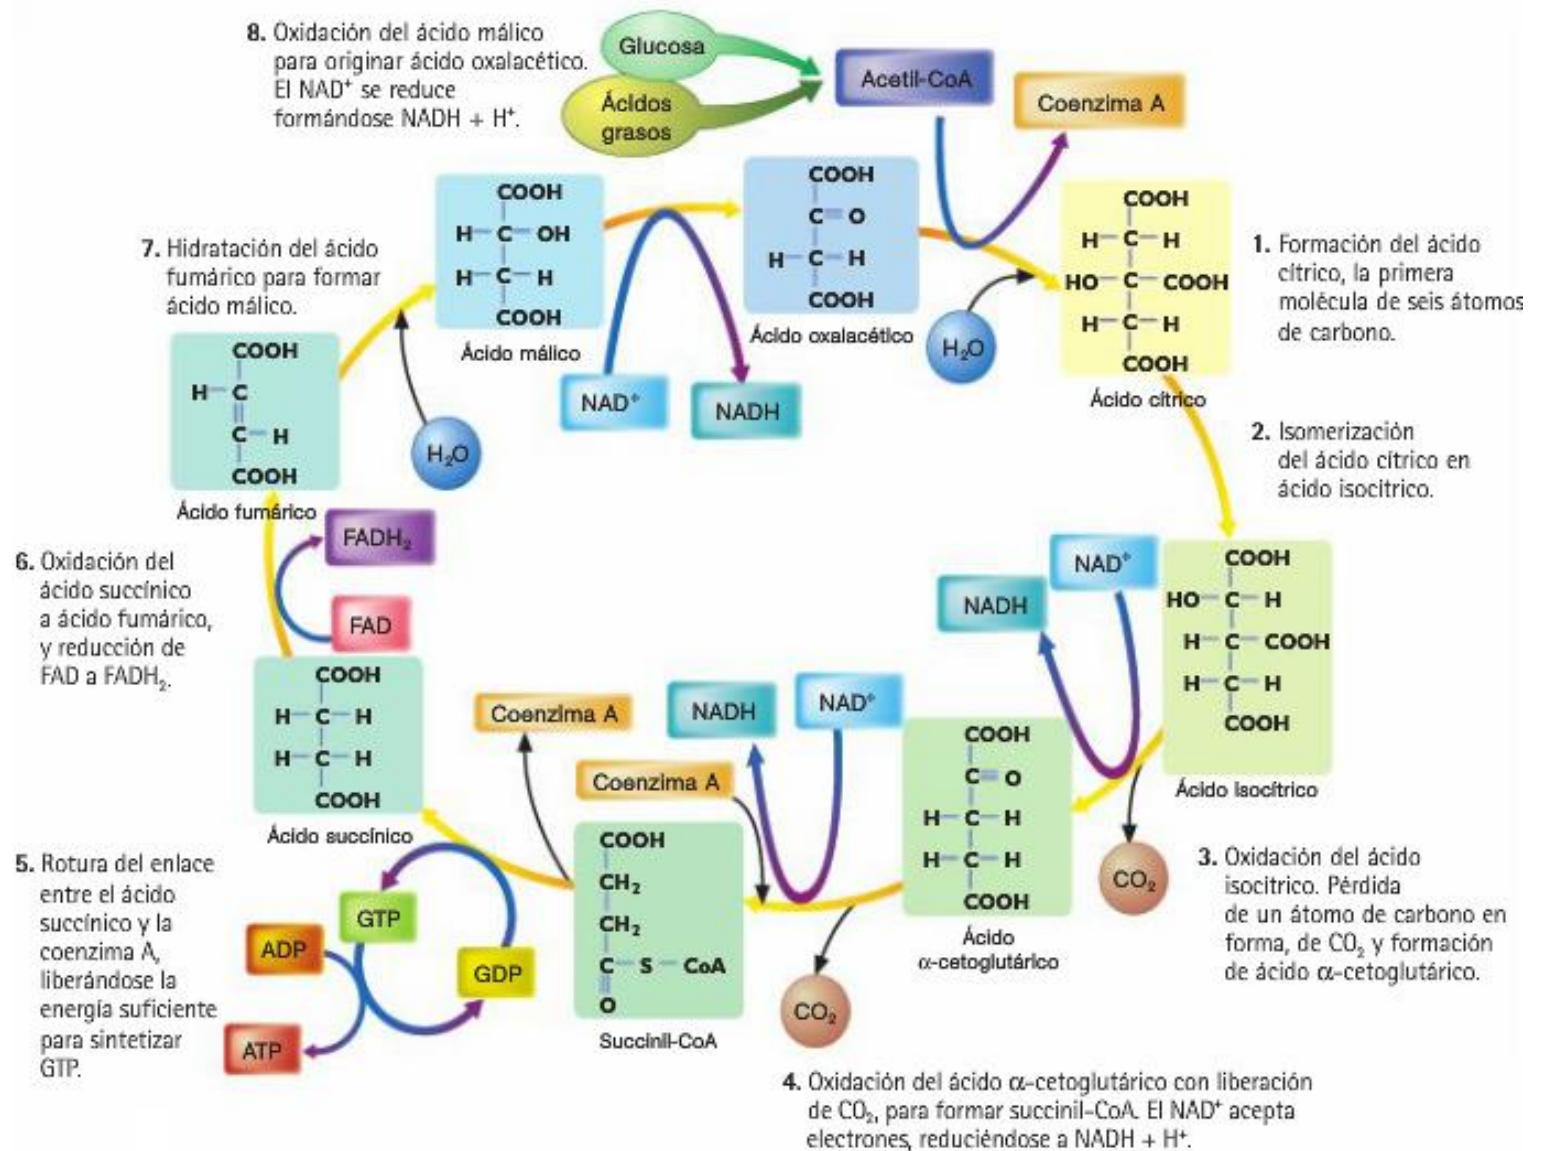 8. Oxidación del ácido málico
para originar ácido oxalacético.
El NAD⁺ se reduce
formándose NADH + H⁺.
Glucosa
Ácidos
grasos
Acetil-CoA
Coenzima A
COOH
C = O
H C H
COOH
Ácido oxalacético
H₂O
COOH
H C H
HO C COOH
H C H
COOH
Ácido cítrico
1. Formación del ácido
cítrico, la primera
molécula de seis átomos
de carbono.
2. Isomerización
del ácido cítrico en
ácido isocítrico.
COOH
HO C H
H C COOH
H C H
COOH
Ácido isocítrico
NAD⁺
NADH
CO₂
3. Oxidación del ácido
isocítrico. Pérdida
de un átomo de carbono en
forma, de CO₂ y formación
de ácido α-cetoglutárico.
COOH
C = O
H C H
H C H
COOH
Ácido
α-cetoglutárico
NAD⁺
NADH
Coenzima A
CO₂
4. Oxidación del ácido α-cetoglutárico con liberación
de CO₂, para formar succinil-CoA. El NAD⁺ acepta
electrones, reduciéndose a NADH + H⁺.
COOH
CH₂
CH₂
C S CoA
O
Succinil-CoA
Coenzima A
GTP
GDP
ADP
ATP
5. Rotura del enlace
entre el ácido
succínico y la
coenzima A,
liberándose la
energía suficiente
para sintetizar
GTP.
COOH
H C H
H C H
COOH
Ácido succínico
FAD
FADH₂
6. Oxidación del
ácido succínico
a ácido fumárico,
y reducción de
FAD a FADH₂.
COOH
H C
C H
COOH
Ácido fumárico
H₂O
7. Hidratación del ácido
fumárico para formar
ácido málico.
COOH
H C OH
H C H
COOH
Ácido málico
NAD⁺
NADH